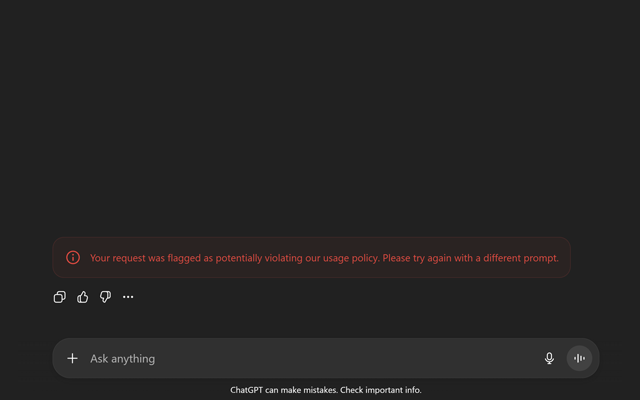 Your request was flagged as potentially violating our usage policy. Please try again with a different prompt.
Ask anything
ChatGPT can make mistakes. Check important info.